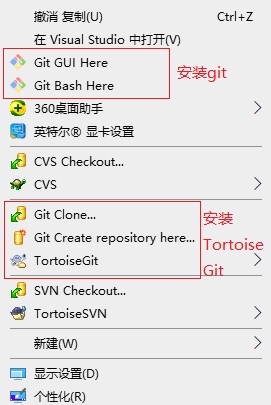 撤消 复制(U) Ctrl+Z
在 Visual Studio 中打开(V)
Git GUI Here
安装git
Git Bash Here
360桌面助手
英特尔® 显卡设置
CVS Checkout...
CVS
Git Clone...
安装
Git Create repository here...
Tortoise
TortoiseGit
Git
SVN Checkout...
TortoiseSVN
新建(W)
显示设置(D)
个性化(R)